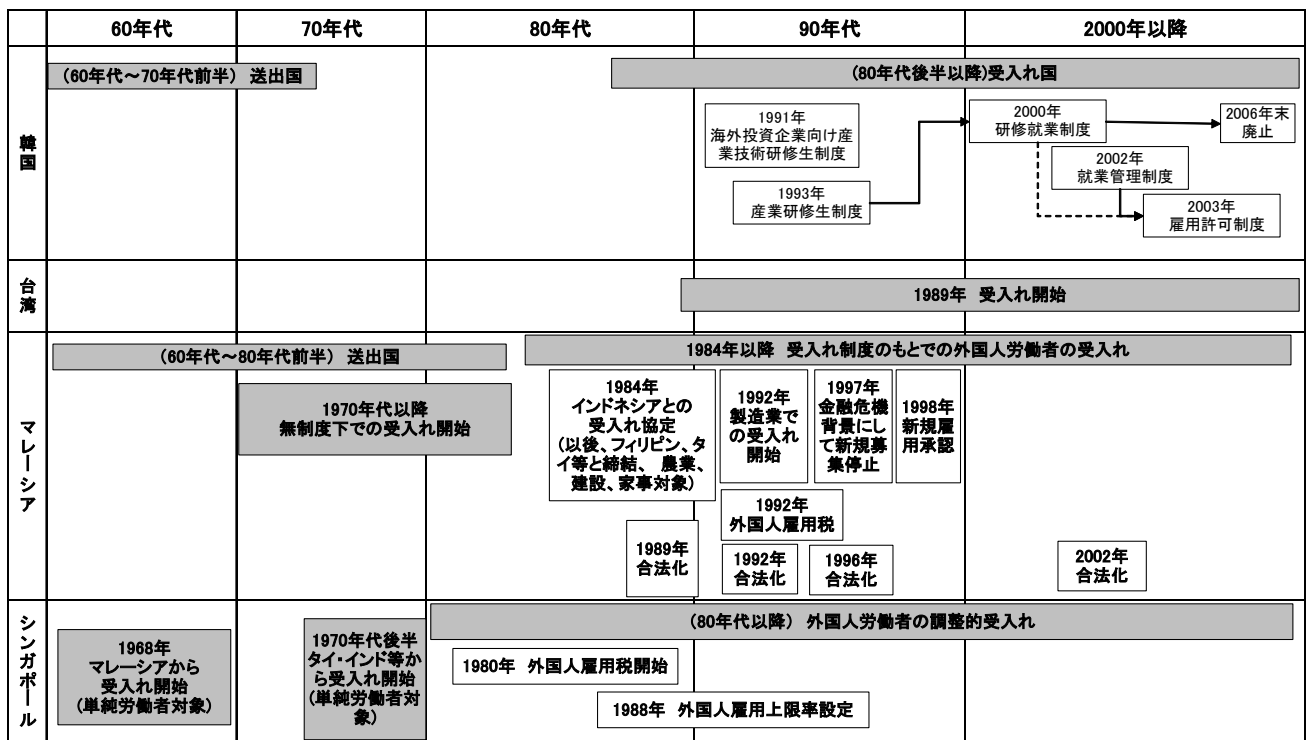 60年代
70年代
80年代
90年代
2000年以降
韓国
(60年代～70年代前半) 送出国
(80年代後半以降)受入れ国
1991年
海外投資企業向け産
業技術研修生制度
1993年
産業研修生制度
2000年
研修就業制度
2006年末
廃止
2002年
就業管理制度
2003年
雇用許可制度
台湾
1989年 受入れ開始
マレーシア
(60年代～80年代前半) 送出国
1984年以降 受入れ制度のもとでの外国人労働者の受入れ
1970年代以降
無制度下での受入れ開始
1984年
インドネシアとの
受入れ協定
(以後、フィリピン、タ
イ等と締結、 農業、
建設、家事対象)
1992年
製造業で
の受入れ
開始
1997年
金融危機
背景にし
て新規募
集停止
1998年
新規雇
用承認
1992年
外国人雇用税
1989年
合法化
1992年
合法化
1996年
合法化
2002年
合法化
シンガポール
(80年代以降) 外国人労働者の調整的受入れ
1968年
マレーシアから
受入れ開始
(単純労働者対象)
1970年代後半
タイ・インド等か
ら受入れ開始
(単純労働者対
象)
1980年 外国人雇用税開始
1988年 外国人雇用上限率設定